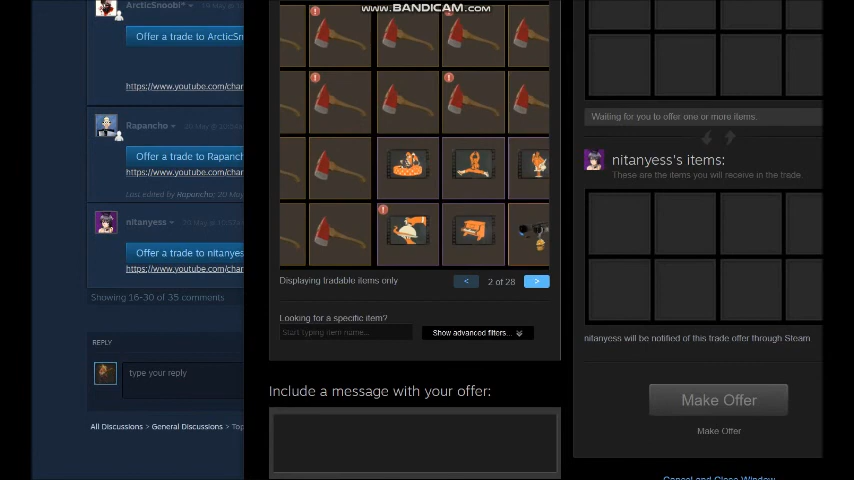 ArcticSnoobi*
Offer a trade to ArcticSn
https://www.youtube.com/char
Rapancho
Offer a trade to Rapanch
https://www.youtube.com/char
Last edited by Rapancho; 20 May
nitanyess
Offer a trade to nitanyes
https://www.youtube.com/char
Showing 16-30 of 35 comments
REPLY
type your reply
All Discussions > General Discussions > Top
WWW.BANDICAM.COM
Displaying tradable items only
<
2 of 28
>
Looking for a specific item?
Start typing item name...
Show advanced filters...
Include a message with your offer:
Waiting for you to offer one or more items.
nitanyess's items:
These are the items you will receive in the trade.
nitanyess will be notified of this trade offer through Steam
Make Offer
Make Offer
Cancel and Close Window